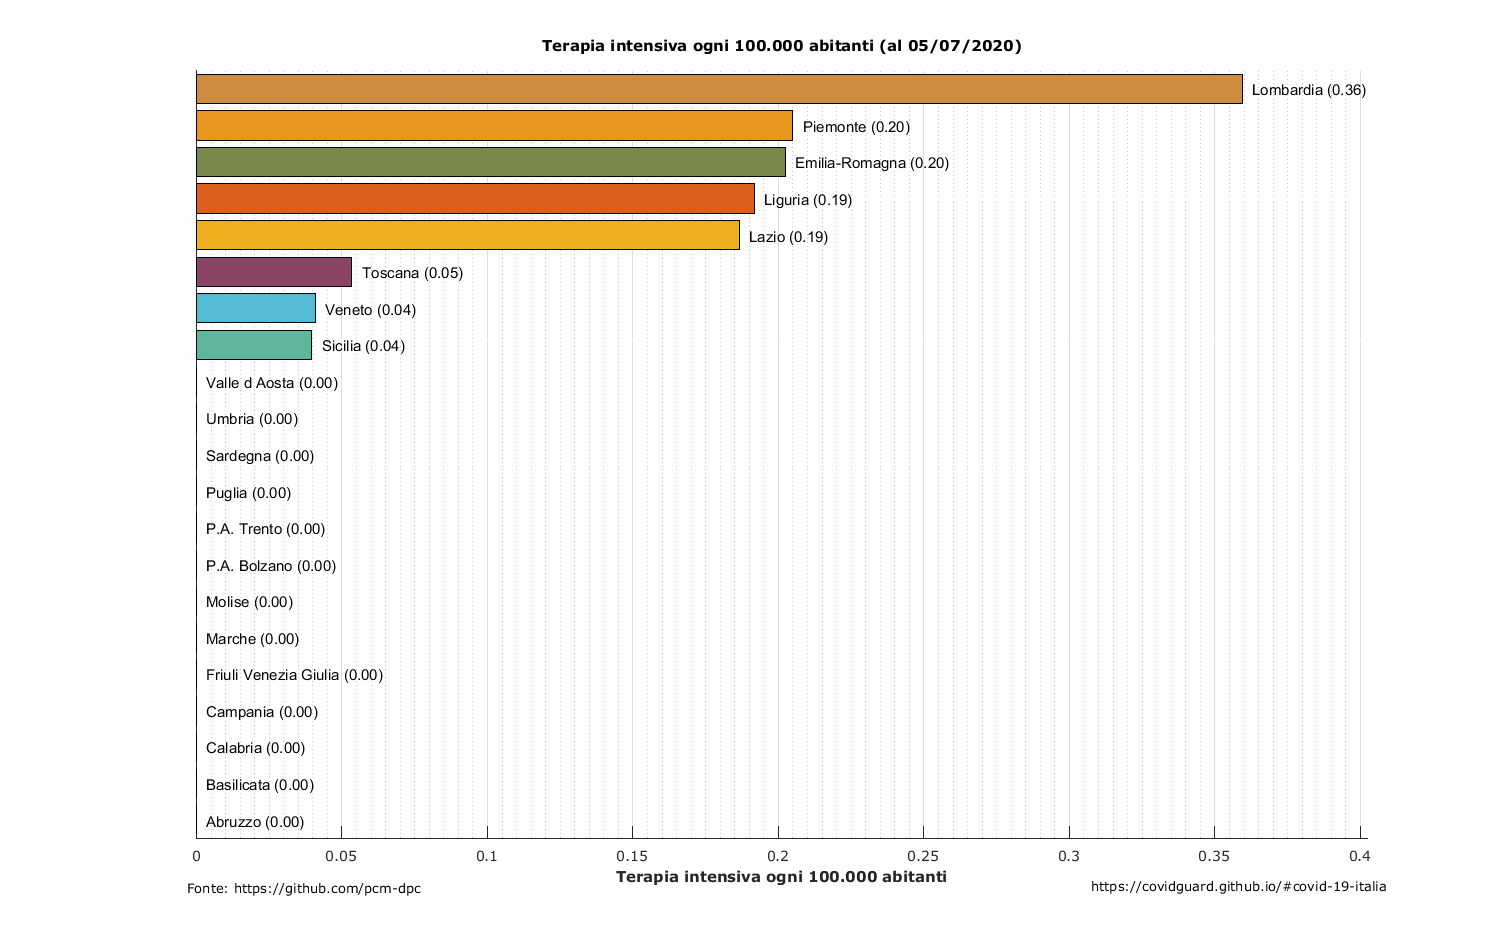 Terapia intensiva ogni 100.000 abitanti (al 05/07/2020)
Lombardia (0.36)
Piemonte (0.20)
Emilia-Romagna (0.20)
Liguria (0.19)
Lazio (0.19)
Toscana (0.05)
Veneto (0.04)
Sicilia (0.04)
Valle d Aosta (0.00)
Umbria (0.00)
Sardegna (0.00)
Puglia (0.00)
P.A. Trento (0.00)
P.A. Bolzano (0.00)
Molise (0.00)
Marche (0.00)
Friuli Venezia Giulia (0.00)
Campania (0.00)
Calabria (0.00)
Basilicata (0.00)
Abruzzo (0.00)
0 0.05 0.1 0.15 0.2 0.25 0.3 0.35 0.4
Terapia intensiva ogni 100.000 abitanti
Fonte: https://github.com/pcm-dpc
https://covidguard.github.io/#covid-19-italia